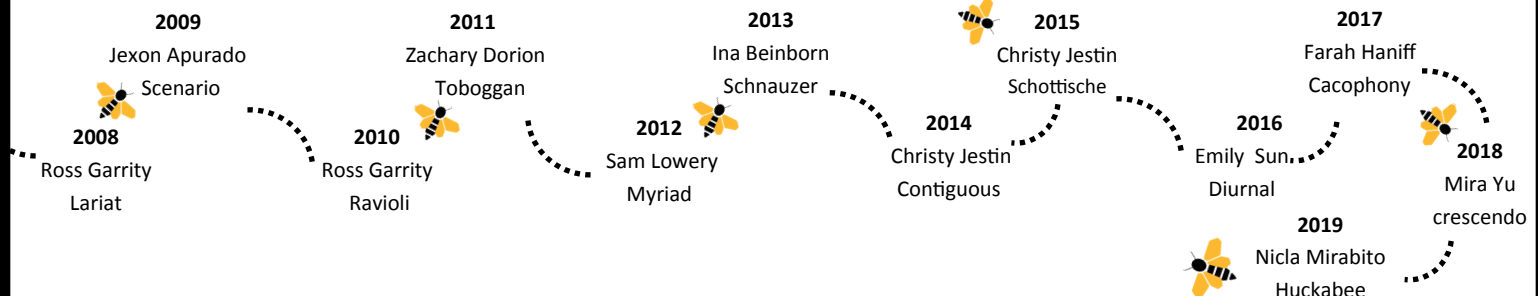 2008
Ross Garrity
Lariat
2009
Jexon Apurado
Scenario
2010
Ross Garrity
Ravioli
2011
Zachary Dorion
Toboggan
2012
Sam Lowery
Myriad
2013
Ina Beinborn
Schnauzer
2014
Christy Jestin
Contiguous
2015
Christy Jestin
Schottische
2016
Emily Sun
Diurnal
2017
Farah Haniff
Cacophony
2018
Mira Yu
crescendo
2019
Nicla Mirabito
Huckabee